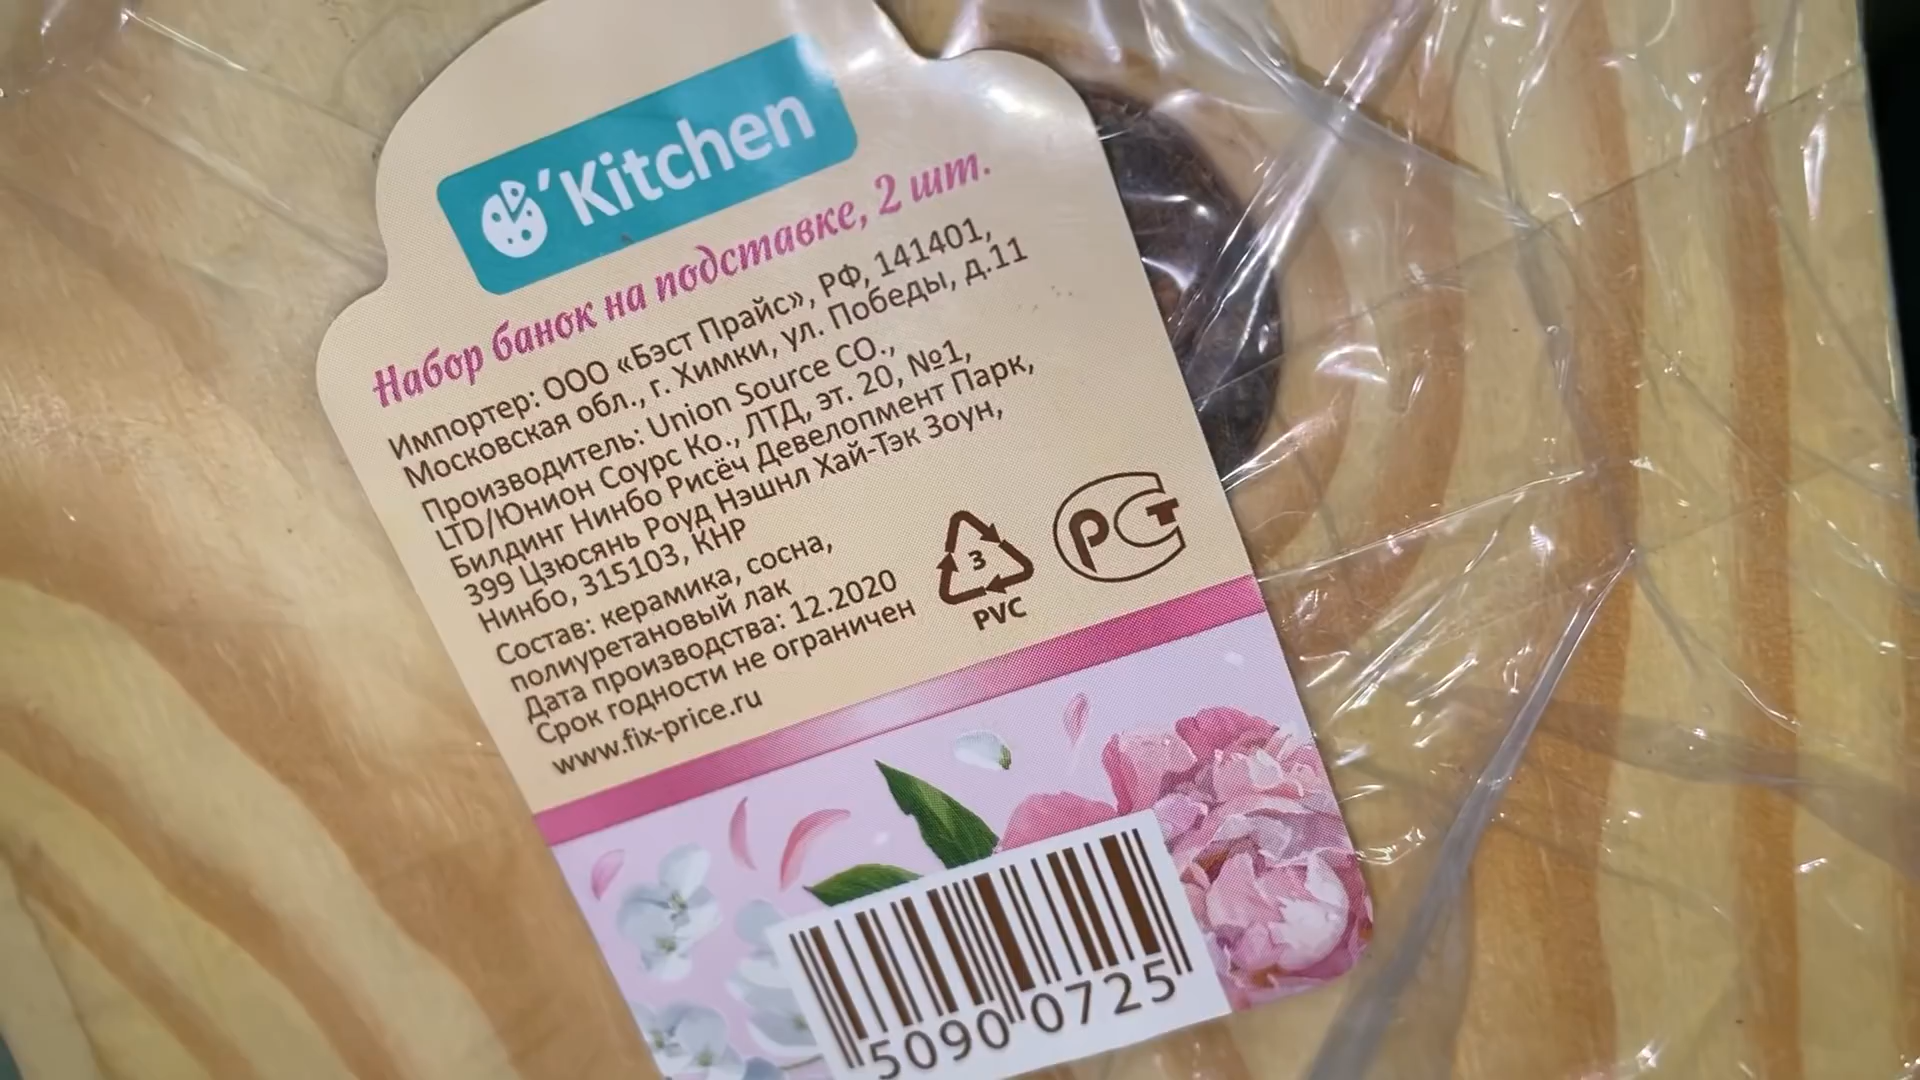 'Kitchen
Набор банок на подставке, 2 шт.
Импортер: ООО «Бэст Прайс», РФ, 141401,
Московская обл., г. Химки, ул. Победы, д.11
Производитель: Union Source CO.,
LTD/Юнион Соурс Ко., ЛТД, эт. 20, №1,
Билдинг Нинбо Рисёч Девелопмент Парк,
399 Цзюсянь Роуд Нэшнл Хай-Тэк Зоун,
Нинбо, 315103, КНР
Состав: керамика, сосна,
полиуретановый лак
Дата производства: 12.2020
Срок годности не ограничен
www.fix-price.ru
3
PVC
РСТ
5090 0725